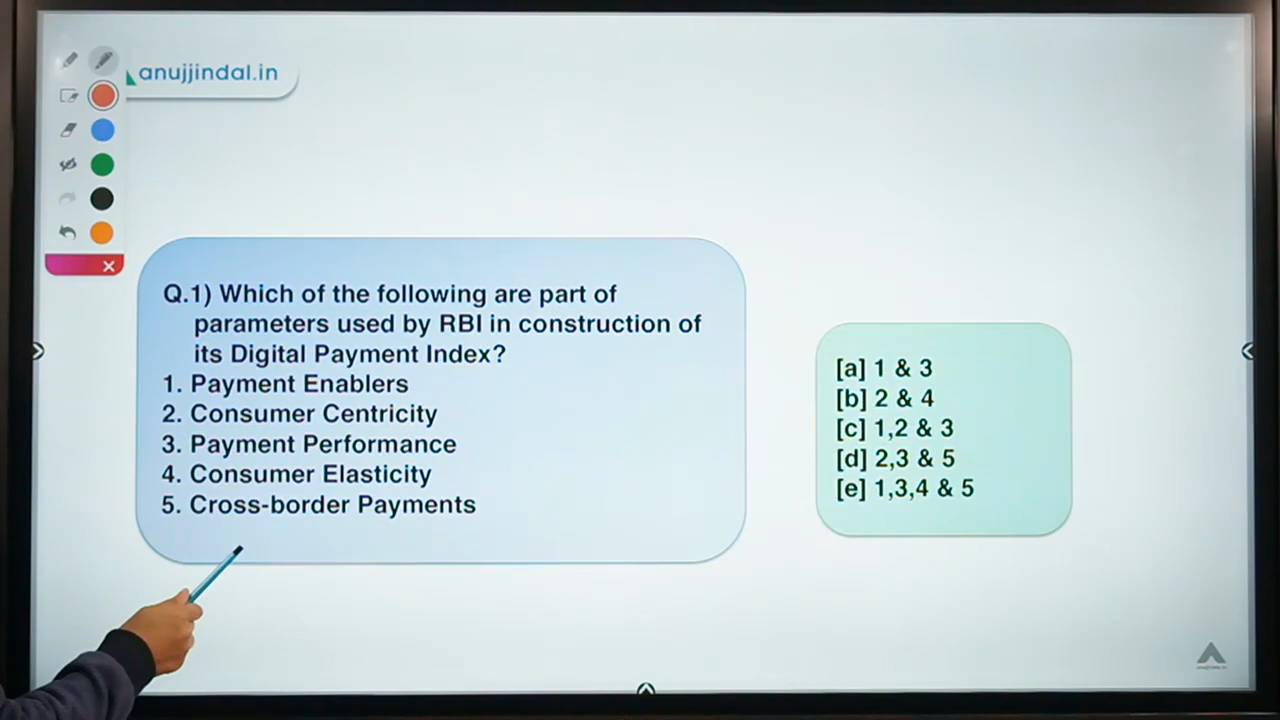 anujjindal.in
Q.1) Which of the following are part of
parameters used by RBI in construction of
its Digital Payment Index?
1. Payment Enablers
2. Consumer Centricity
3. Payment Performance
4. Consumer Elasticity
5. Cross-border Payments
[a] 1 & 3
[b] 2 & 4
[c] 1,2 & 3
[d] 2,3 & 5
[e] 1,3,4 & 5
anujjindal.in